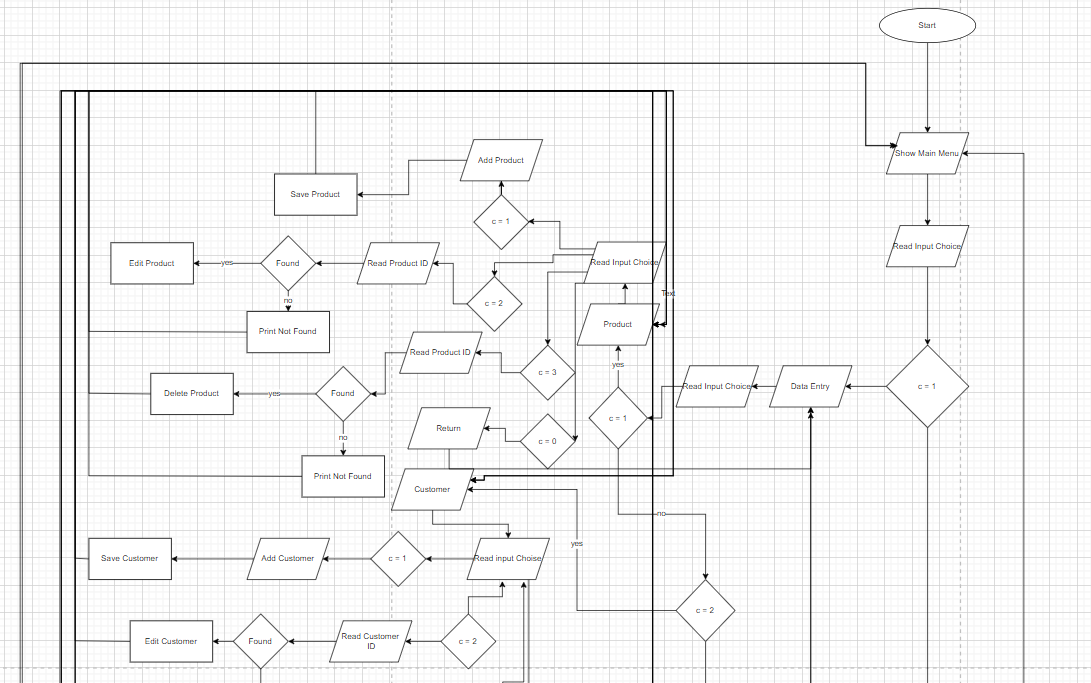 Start
Show Main Menu
Add Product
Save Product
c = 1
Read Input Choice
Edit Product
yes
Found
Read Product ID
Read Input Choice
Text
no
c = 2
Print Not Found
Product
Read Product ID
yes
c = 3
Delete Product
yes
Found
Read Input Choice
Data Entry
c = 1
c = 1
Return
c = 0
no
Print Not Found
Customer
no
yes
Save Customer
Add Customer
c = 1
Read input Choise
c = 2
Edit Customer
Found
Read Customer
ID
c = 2